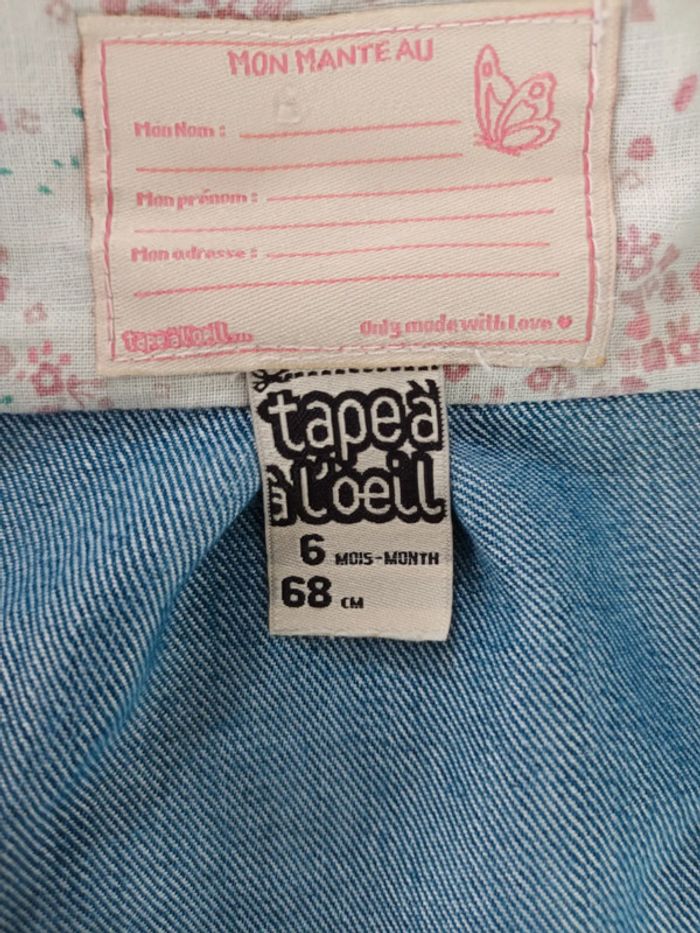 MON MANTEAU
Mon Nom :
Mon prénom :
Mon adresse :
tape à l'oeil... Only made with Love
tape à
l'oeil
6 MOIS-MONTH
68 CM